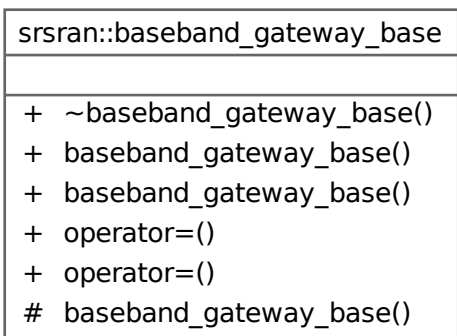 srsran::baseband_gateway_base
+ ~baseband_gateway_base()
+ baseband_gateway_base()
+ baseband_gateway_base()
+ operator=()
+ operator=()
# baseband_gateway_base()